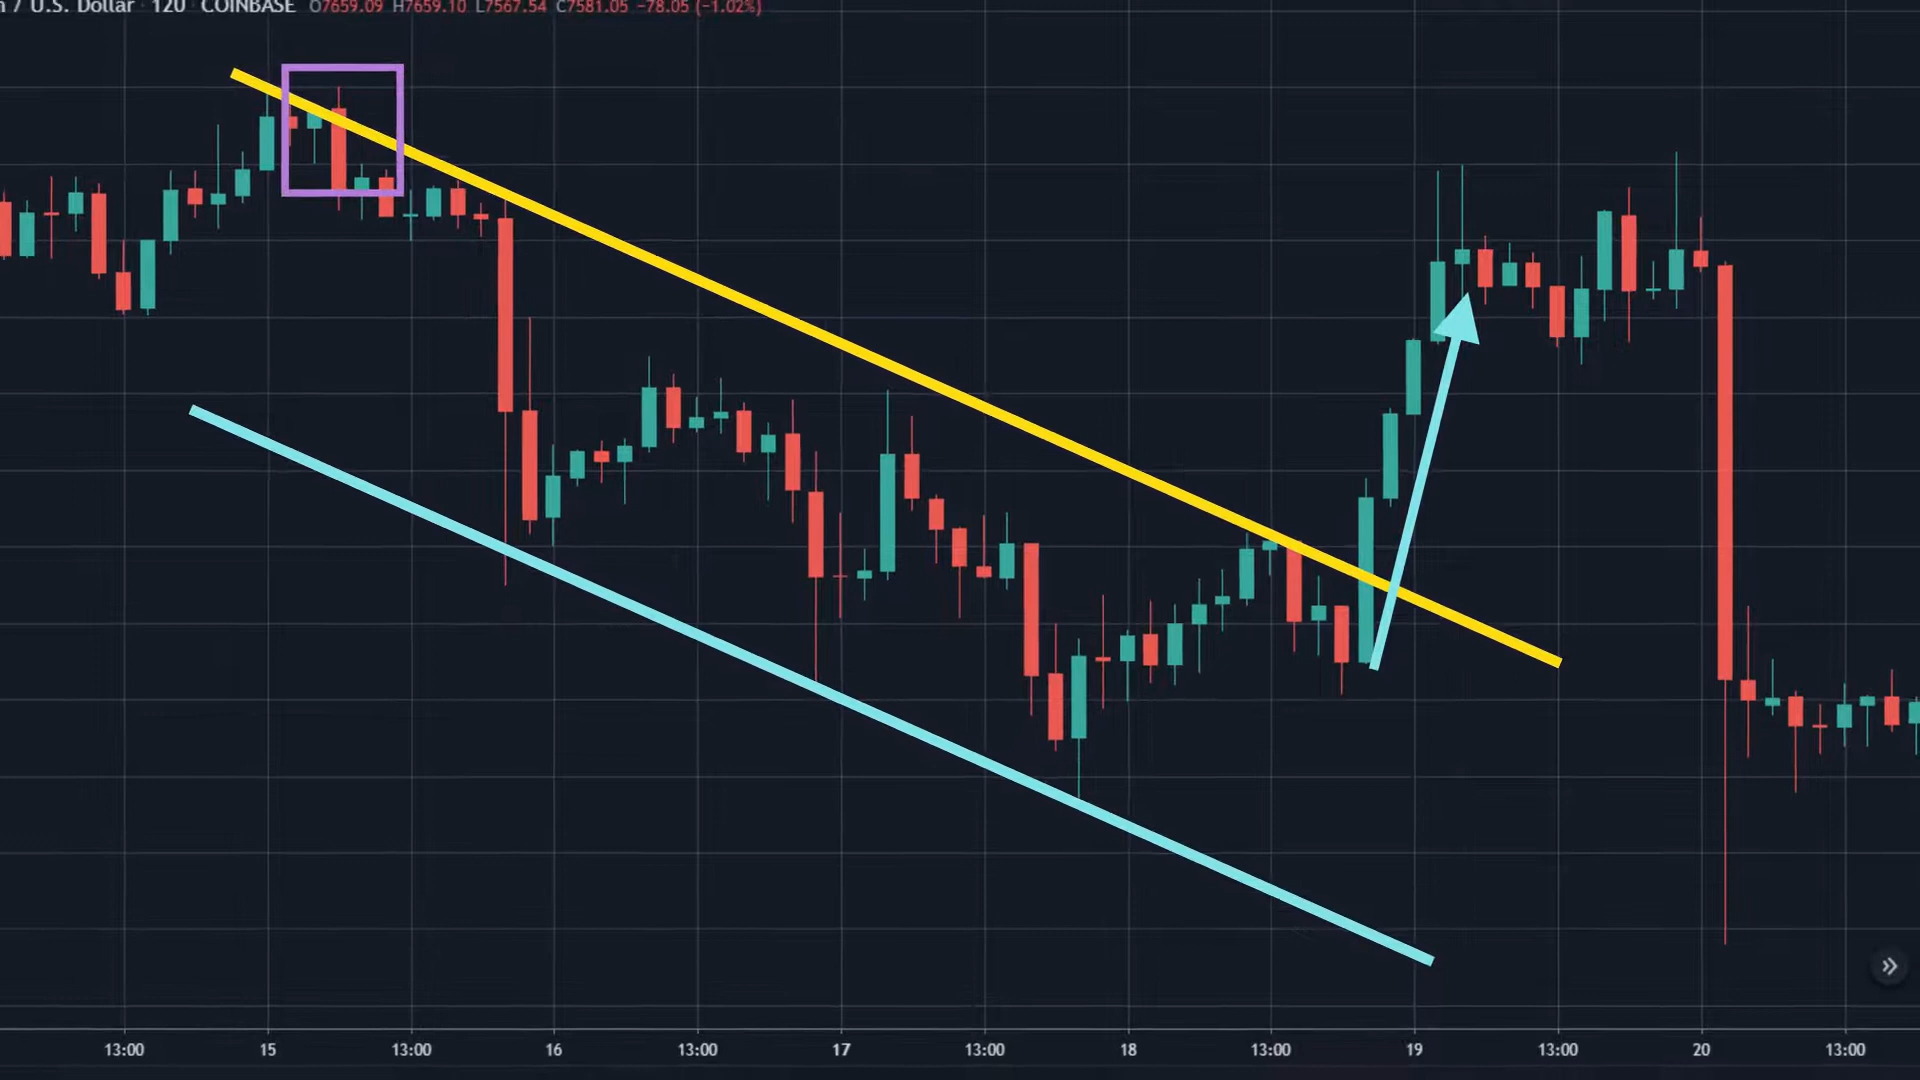 / U.S. Dollar · 120 · COINBASE O7659.09 H7659.10 L7567.54 C7581.05 −78.05 (−1.02%)
13:00 15 13:00 16 13:00 17 13:00 18 13:00 19 13:00 20 13:00